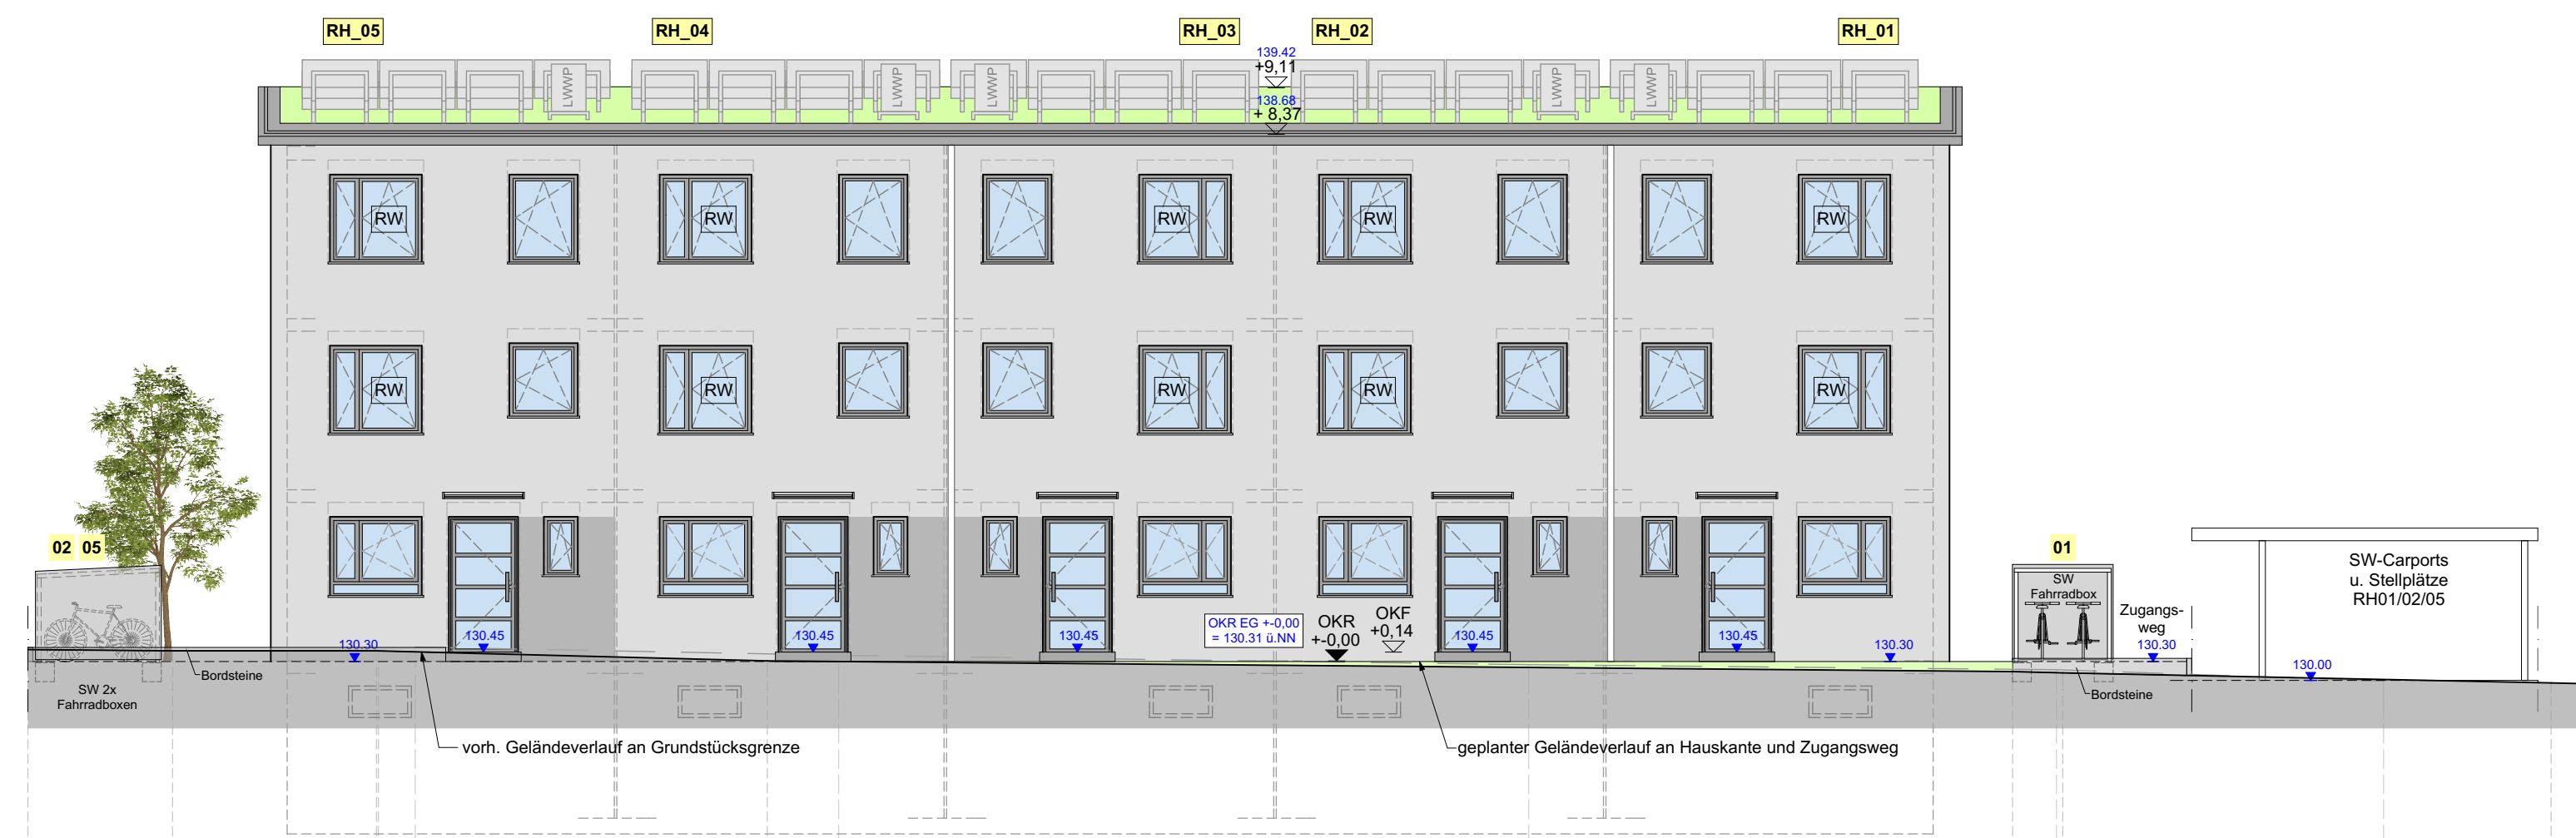 RH_05
RH_04
RH_03
RH_02
RH_01
139.42
+9,11
138.68
+ 8,37
LWWP
LWWP
LWWP
LWWP
LWWP
RW
RW
RW
RW
RW
RW
RW
RW
RW
RW
02 05
01
SW
Fahrradbox
Zugangs-
weg
130.30
SW-Carports
u. Stellplätze
RH01/02/05
130.00
130.30
130.45
130.45
130.45
OKR EG +-0,00
= 130.31 ü.NN
OKR
+-0,00
OKF
+0,14
130.45
130.45
130.30
Bordsteine
SW 2x
Fahrradboxen
Bordsteine
vorh. Geländeverlauf an Grundstücksgrenze
geplanter Geländeverlauf an Hauskante und Zugangsweg